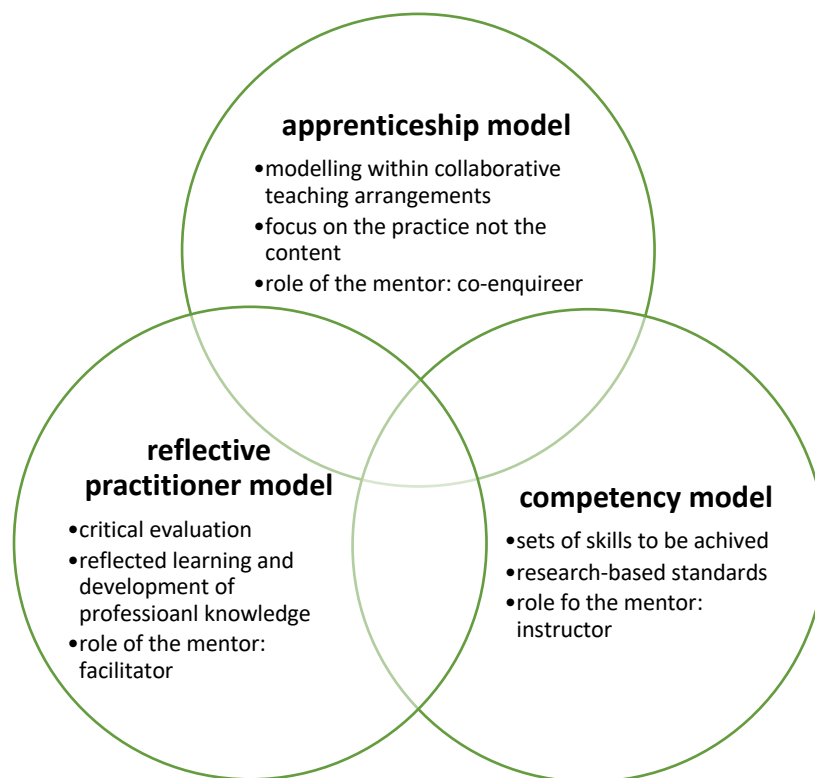 apprenticeship model
•modelling within collaborative
teaching arrangements
•focus on the practice not the
content
•role of the mentor: co-enquireer
reflective
practitioner model
•critical evaluation
•reflected learning and
development of
professioanl knowledge
•role of the mentor:
facilitator
competency model
•sets of skills to be achived
•research-based standards
•role fo the mentor:
instructor